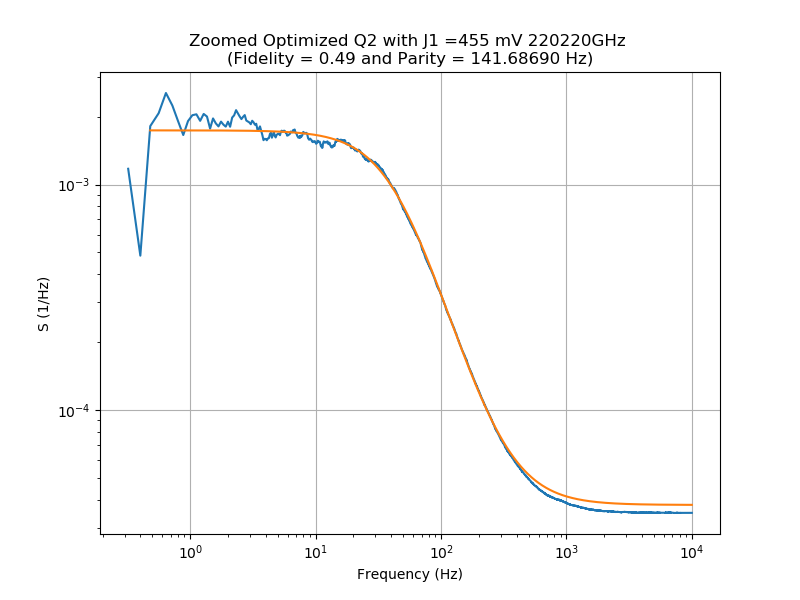 Zoomed Optimized Q2 with J1 =455 mV 220220GHz
(Fidelity = 0.49 and Parity = 141.68690 Hz)
S (1/Hz)
10⁻³
10⁻⁴
10⁰ 10¹ 10² 10³ 10⁴
Frequency (Hz)